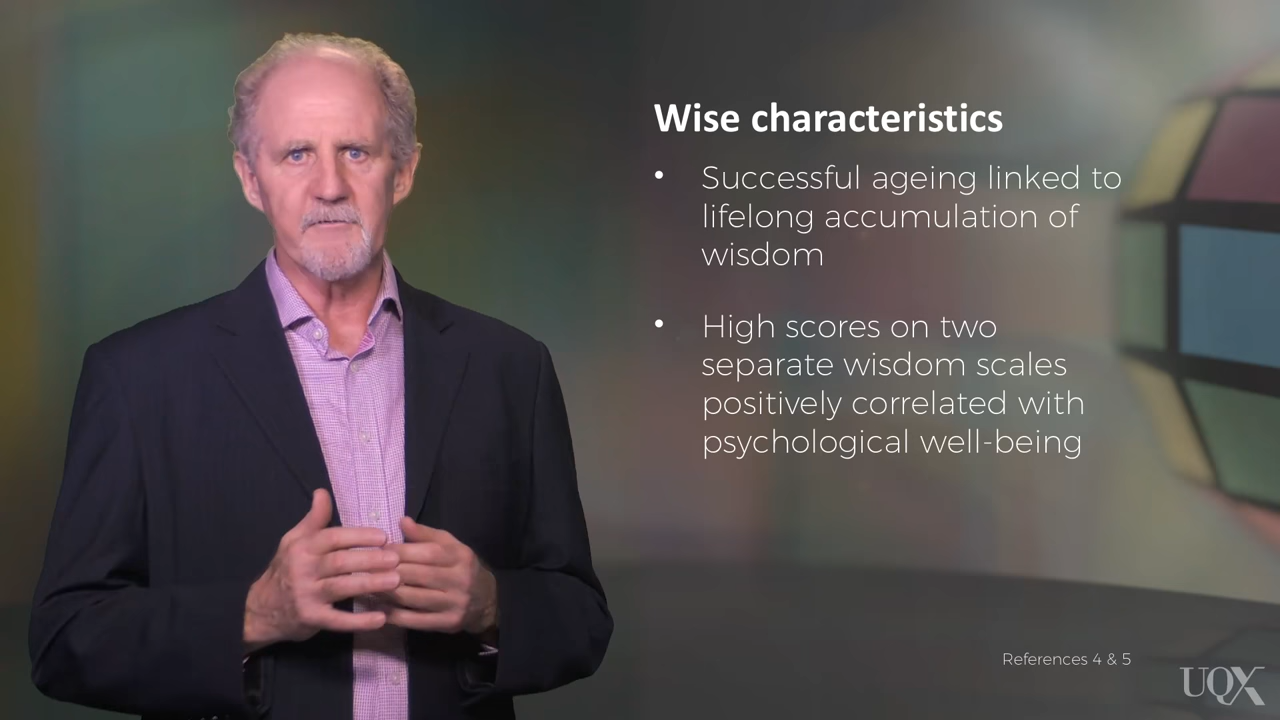 Wise characteristics
• Successful ageing linked to
lifelong accumulation of
wisdom
• High scores on two
separate wisdom scales
positively correlated with
psychological well-being
References 4 & 5
UQX